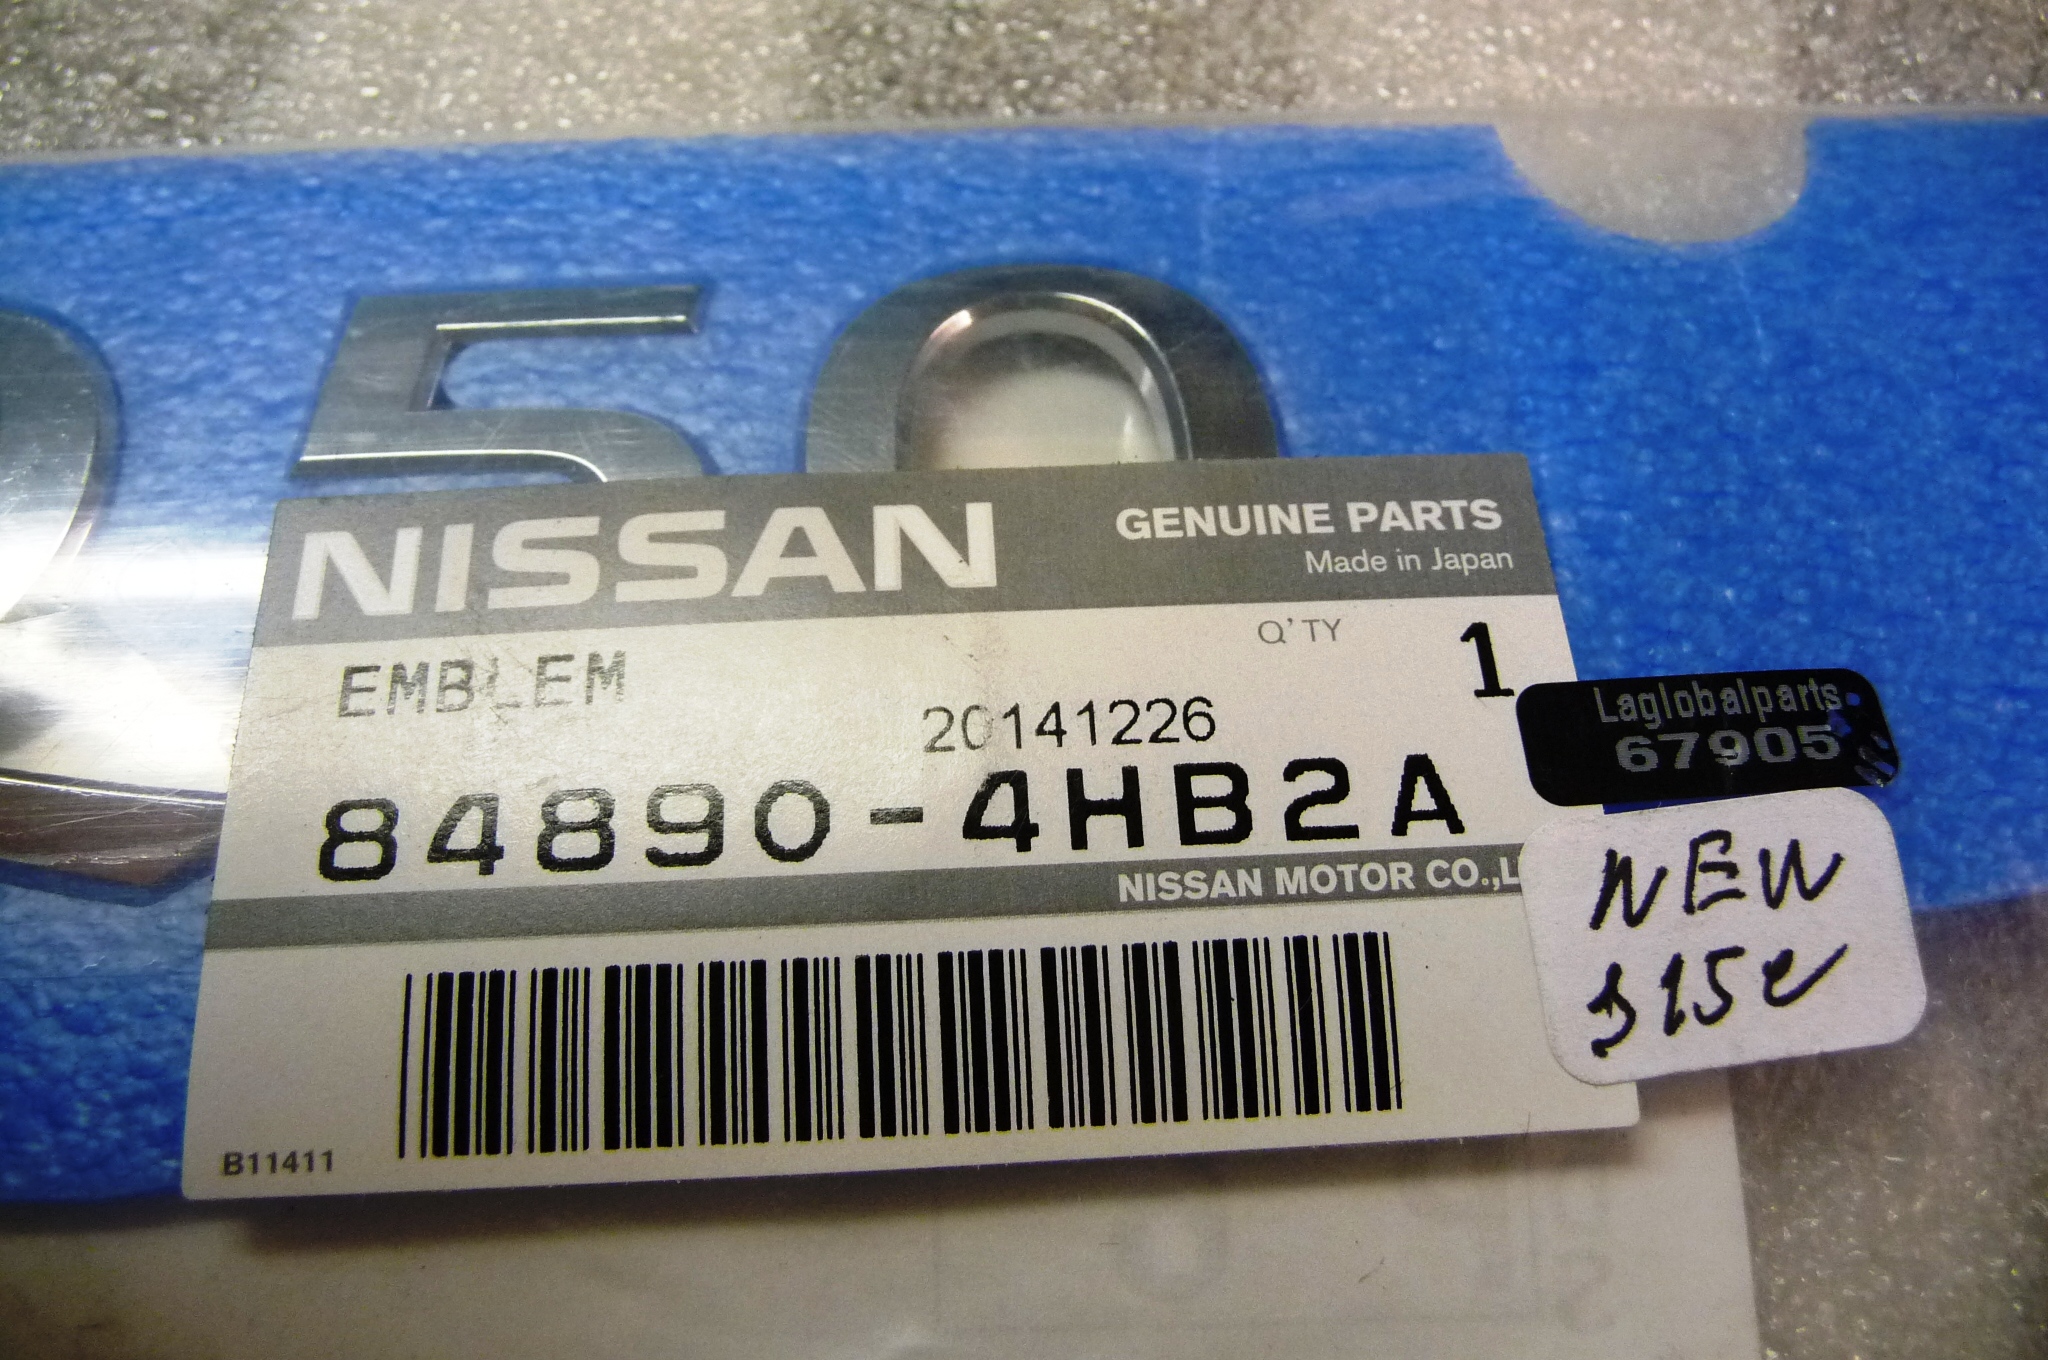 50
NISSAN
GENUINE PARTS
Made in Japan
EMBLEM
Q'TY 1
20141226
84890-4HB2A
NISSAN MOTOR CO.,L
B11411
Laglobalparts
67905
NEW